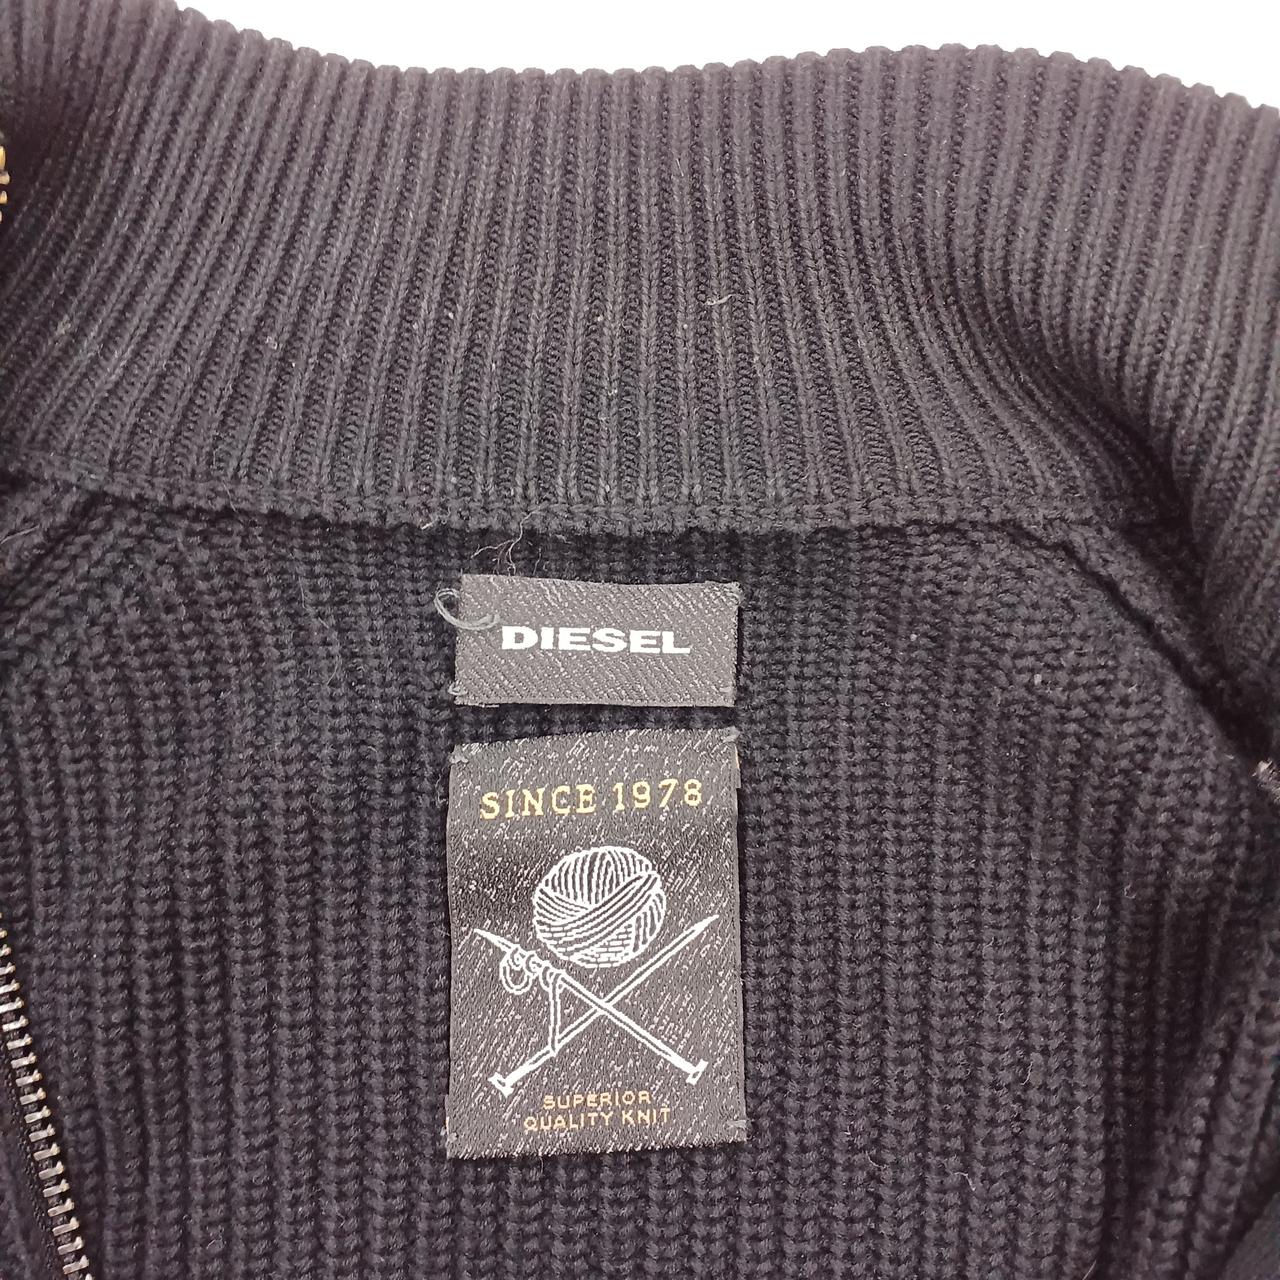 DIESEL
SINCE 1978
SUPERIOR
QUALITY KNIT